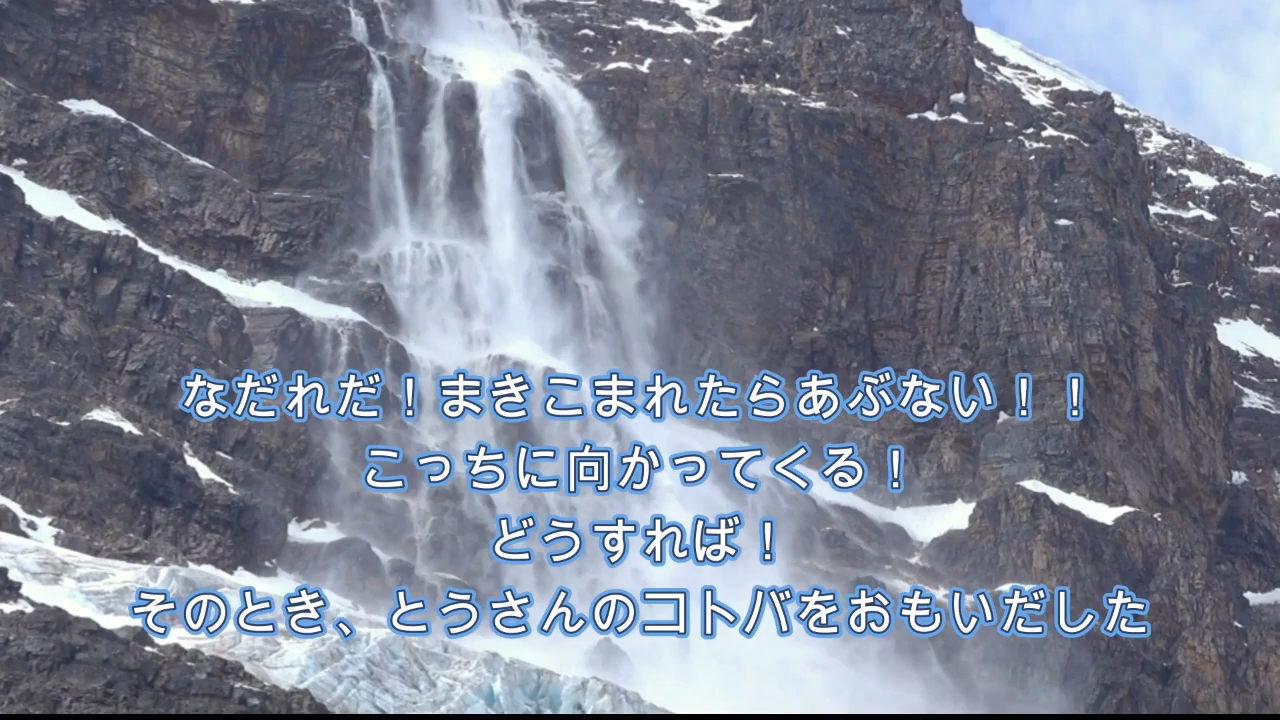 なだれだ！まきこまれたらあぶない！！
こっちに向かってくる！
どうすれば！
そのとき、とうさんのコトバをおもいだした